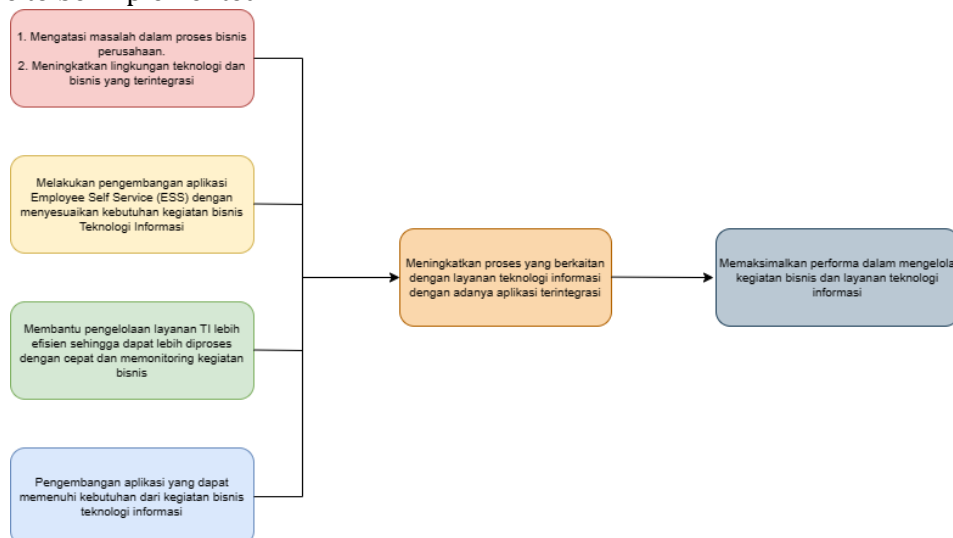 1. Mengatasi masalah dalam proses bisnis
perusahaan.
2. Meningkatkan lingkungan teknologi dan
bisnis yang terintegrasi
Melakukan pengembangan aplikasi
Employee Self Service (ESS) dengan
menyesuaikan kebutuhan kegiatan bisnis
Teknologi Informasi
Membantu pengelolaan layanan TI lebih
efisien sehingga dapat lebih diproses
dengan cepat dan memonitoring kegiatan
bisnis
Pengembangan aplikasi yang dapat
memenuhi kebutuhan dari kegiatan bisnis
teknologi informasi
Meningkatkan proses yang berkaitan
dengan layanan teknologi informasi
dengan adanya aplikasi terintegrasi
Memaksimalkan performa dalam mengelola
kegiatan bisnis dan layanan teknologi
informasi